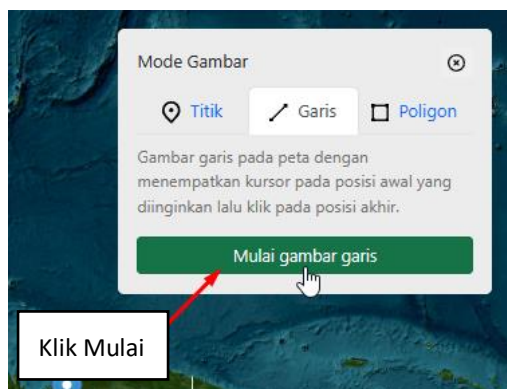 Mode Gambar
Titik
Garis
Poligon
Gambar garis pada peta dengan
menempatkan kursor pada posisi awal yang
diinginkan lalu klik pada posisi akhir.
Mulai gambar garis
Klik Mulai